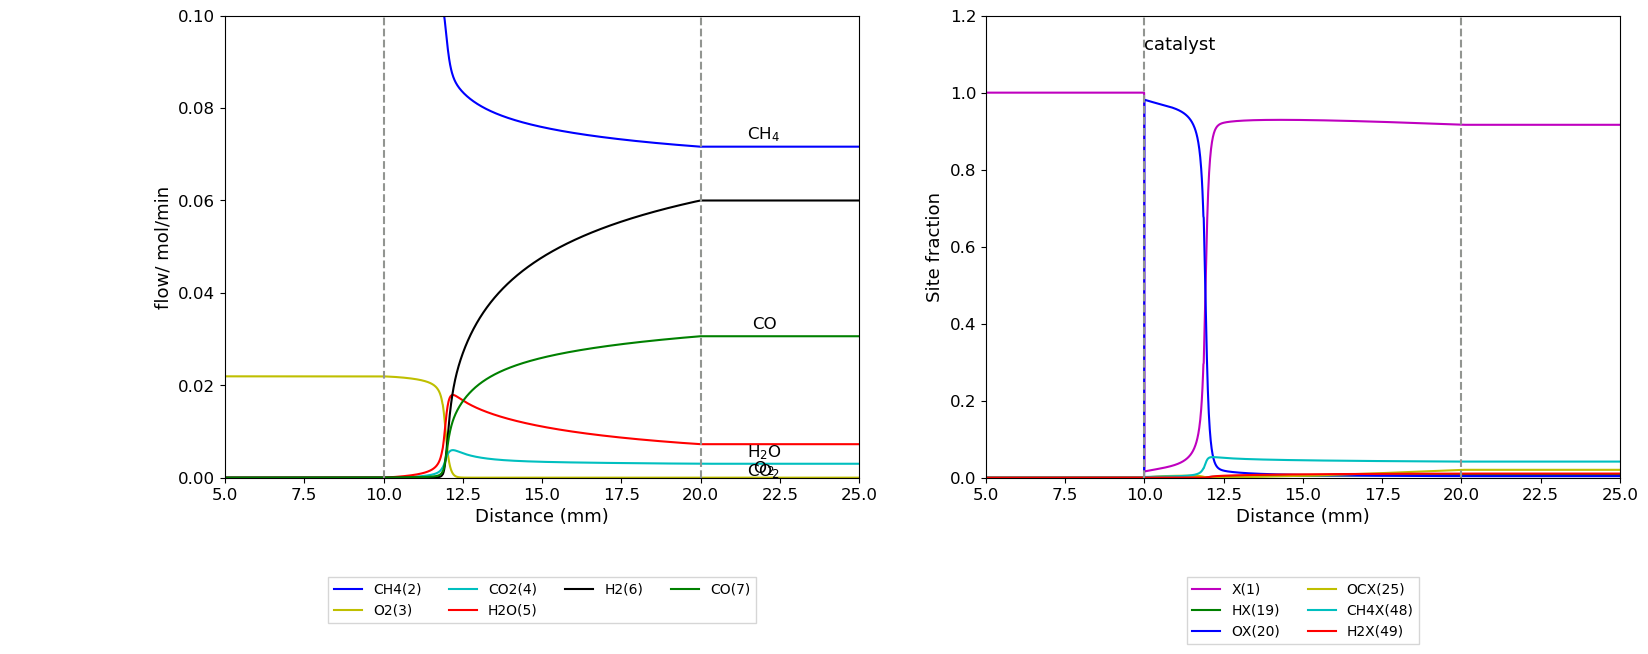 0.10
0.08
0.06
0.04
0.02
0.00
flow/ mol/min
CH₄
CO
H₂O
O₂
CO₂
5.0 7.5 10.0 12.5 15.0 17.5 20.0 22.5 25.0
Distance (mm)
CH4(2) CO2(4) H2(6) CO(7)
O2(3) H2O(5)
1.2
1.0
0.8
0.6
0.4
0.2
0.0
Site fraction
catalyst
5.0 7.5 10.0 12.5 15.0 17.5 20.0 22.5 25.0
Distance (mm)
X(1) OCX(25)
HX(19) CH4X(48)
OX(20) H2X(49)